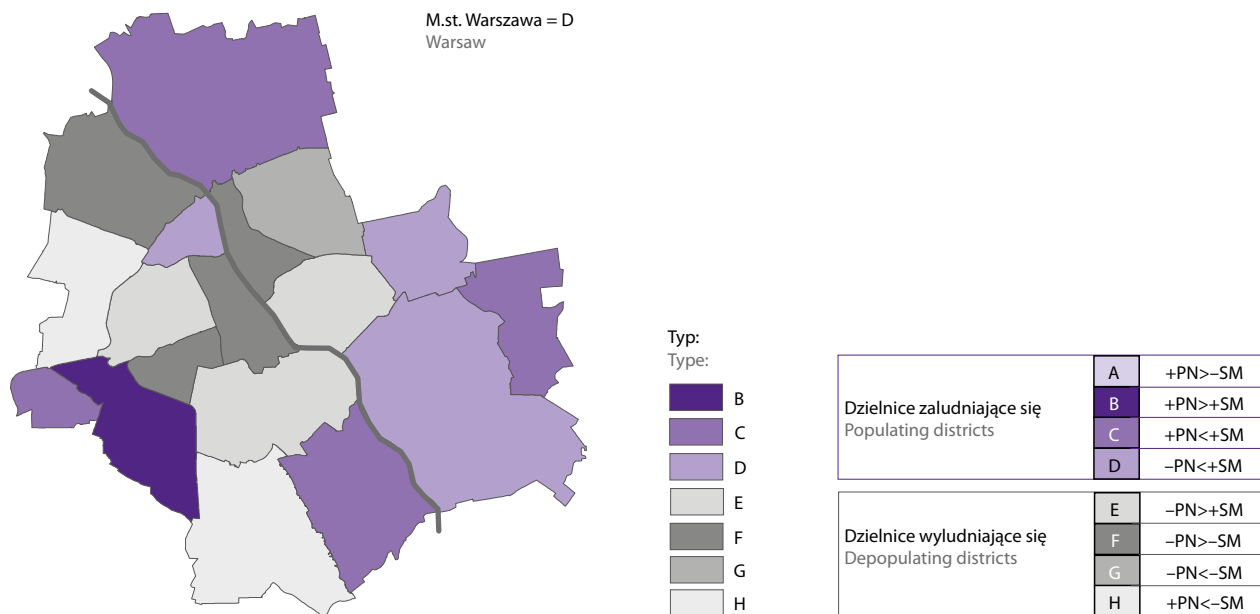 M.st. Warszawa = D
Warsaw
Typ:
Type:
B
C
D
E
F
G
H
Dzielnice zaludniające się
Populating districts
A +PN>–SM
B +PN>+SM
C +PN<+SM
D –PN<+SM
Dzielnice wyludniające się
Depopulating districts
E –PN>+SM
F –PN>–SM
G –PN<–SM
H +PN<–SM